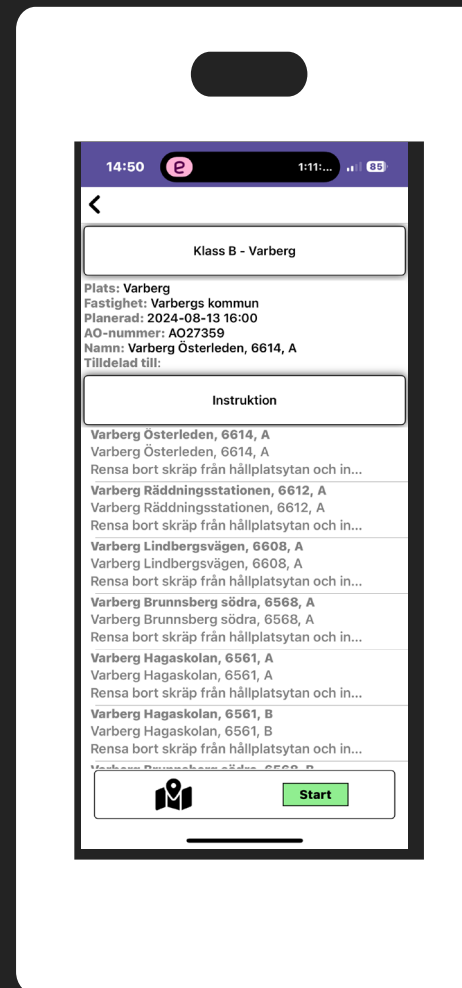 14:50
e
1:11:...
85
Klass B - Varberg
Plats: Varberg
Fastighet: Varbergs kommun
Planerad: 2024-08-13 16:00
AO-nummer: AO27359
Namn: Varberg Österleden, 6614, A
Tilldelad till:
Instruktion
Varberg Österleden, 6614, A
Varberg Österleden, 6614, A
Rensa bort skräp från hållplatsytan och in...
Varberg Räddningsstationen, 6612, A
Varberg Räddningsstationen, 6612, A
Rensa bort skräp från hållplatsytan och in...
Varberg Lindbergsvägen, 6608, A
Varberg Lindbergsvägen, 6608, A
Rensa bort skräp från hållplatsytan och in...
Varberg Brunnsberg södra, 6568, A
Varberg Brunnsberg södra, 6568, A
Rensa bort skräp från hållplatsytan och in...
Varberg Hagaskolan, 6561, A
Varberg Hagaskolan, 6561, A
Rensa bort skräp från hållplatsytan och in...
Varberg Hagaskolan, 6561, B
Varberg Hagaskolan, 6561, B
Rensa bort skräp från hållplatsytan och in...
Varberg Brunnsberg södra, 6568, B
Start